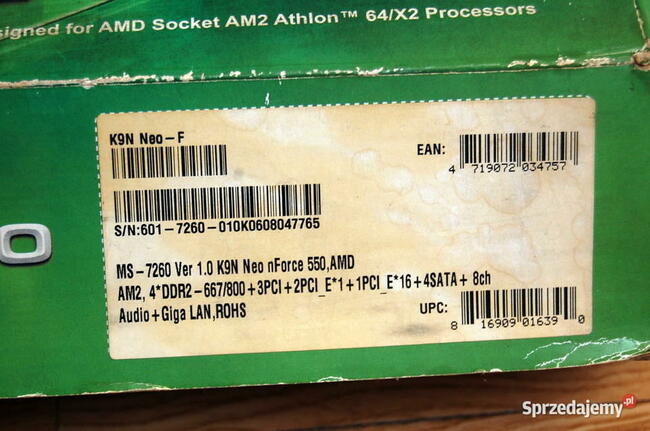 signed for AMD Socket AM2 Athlon™ 64/X2 Processors
K9N Neo-F
EAN:
4 719072 034757
S/N:601-7260-010K0608047765
MS-7260 Ver 1.0 K9N Neo nForce 550,AMD
AM2, 4*DDR2-667/800+3PCI+2PCI_E*1+1PCI_E*16+4SATA+ 8ch
Audio+Giga LAN,ROHS
UPC:
8 16909 01639 0
O
Sprzedajemy.pl